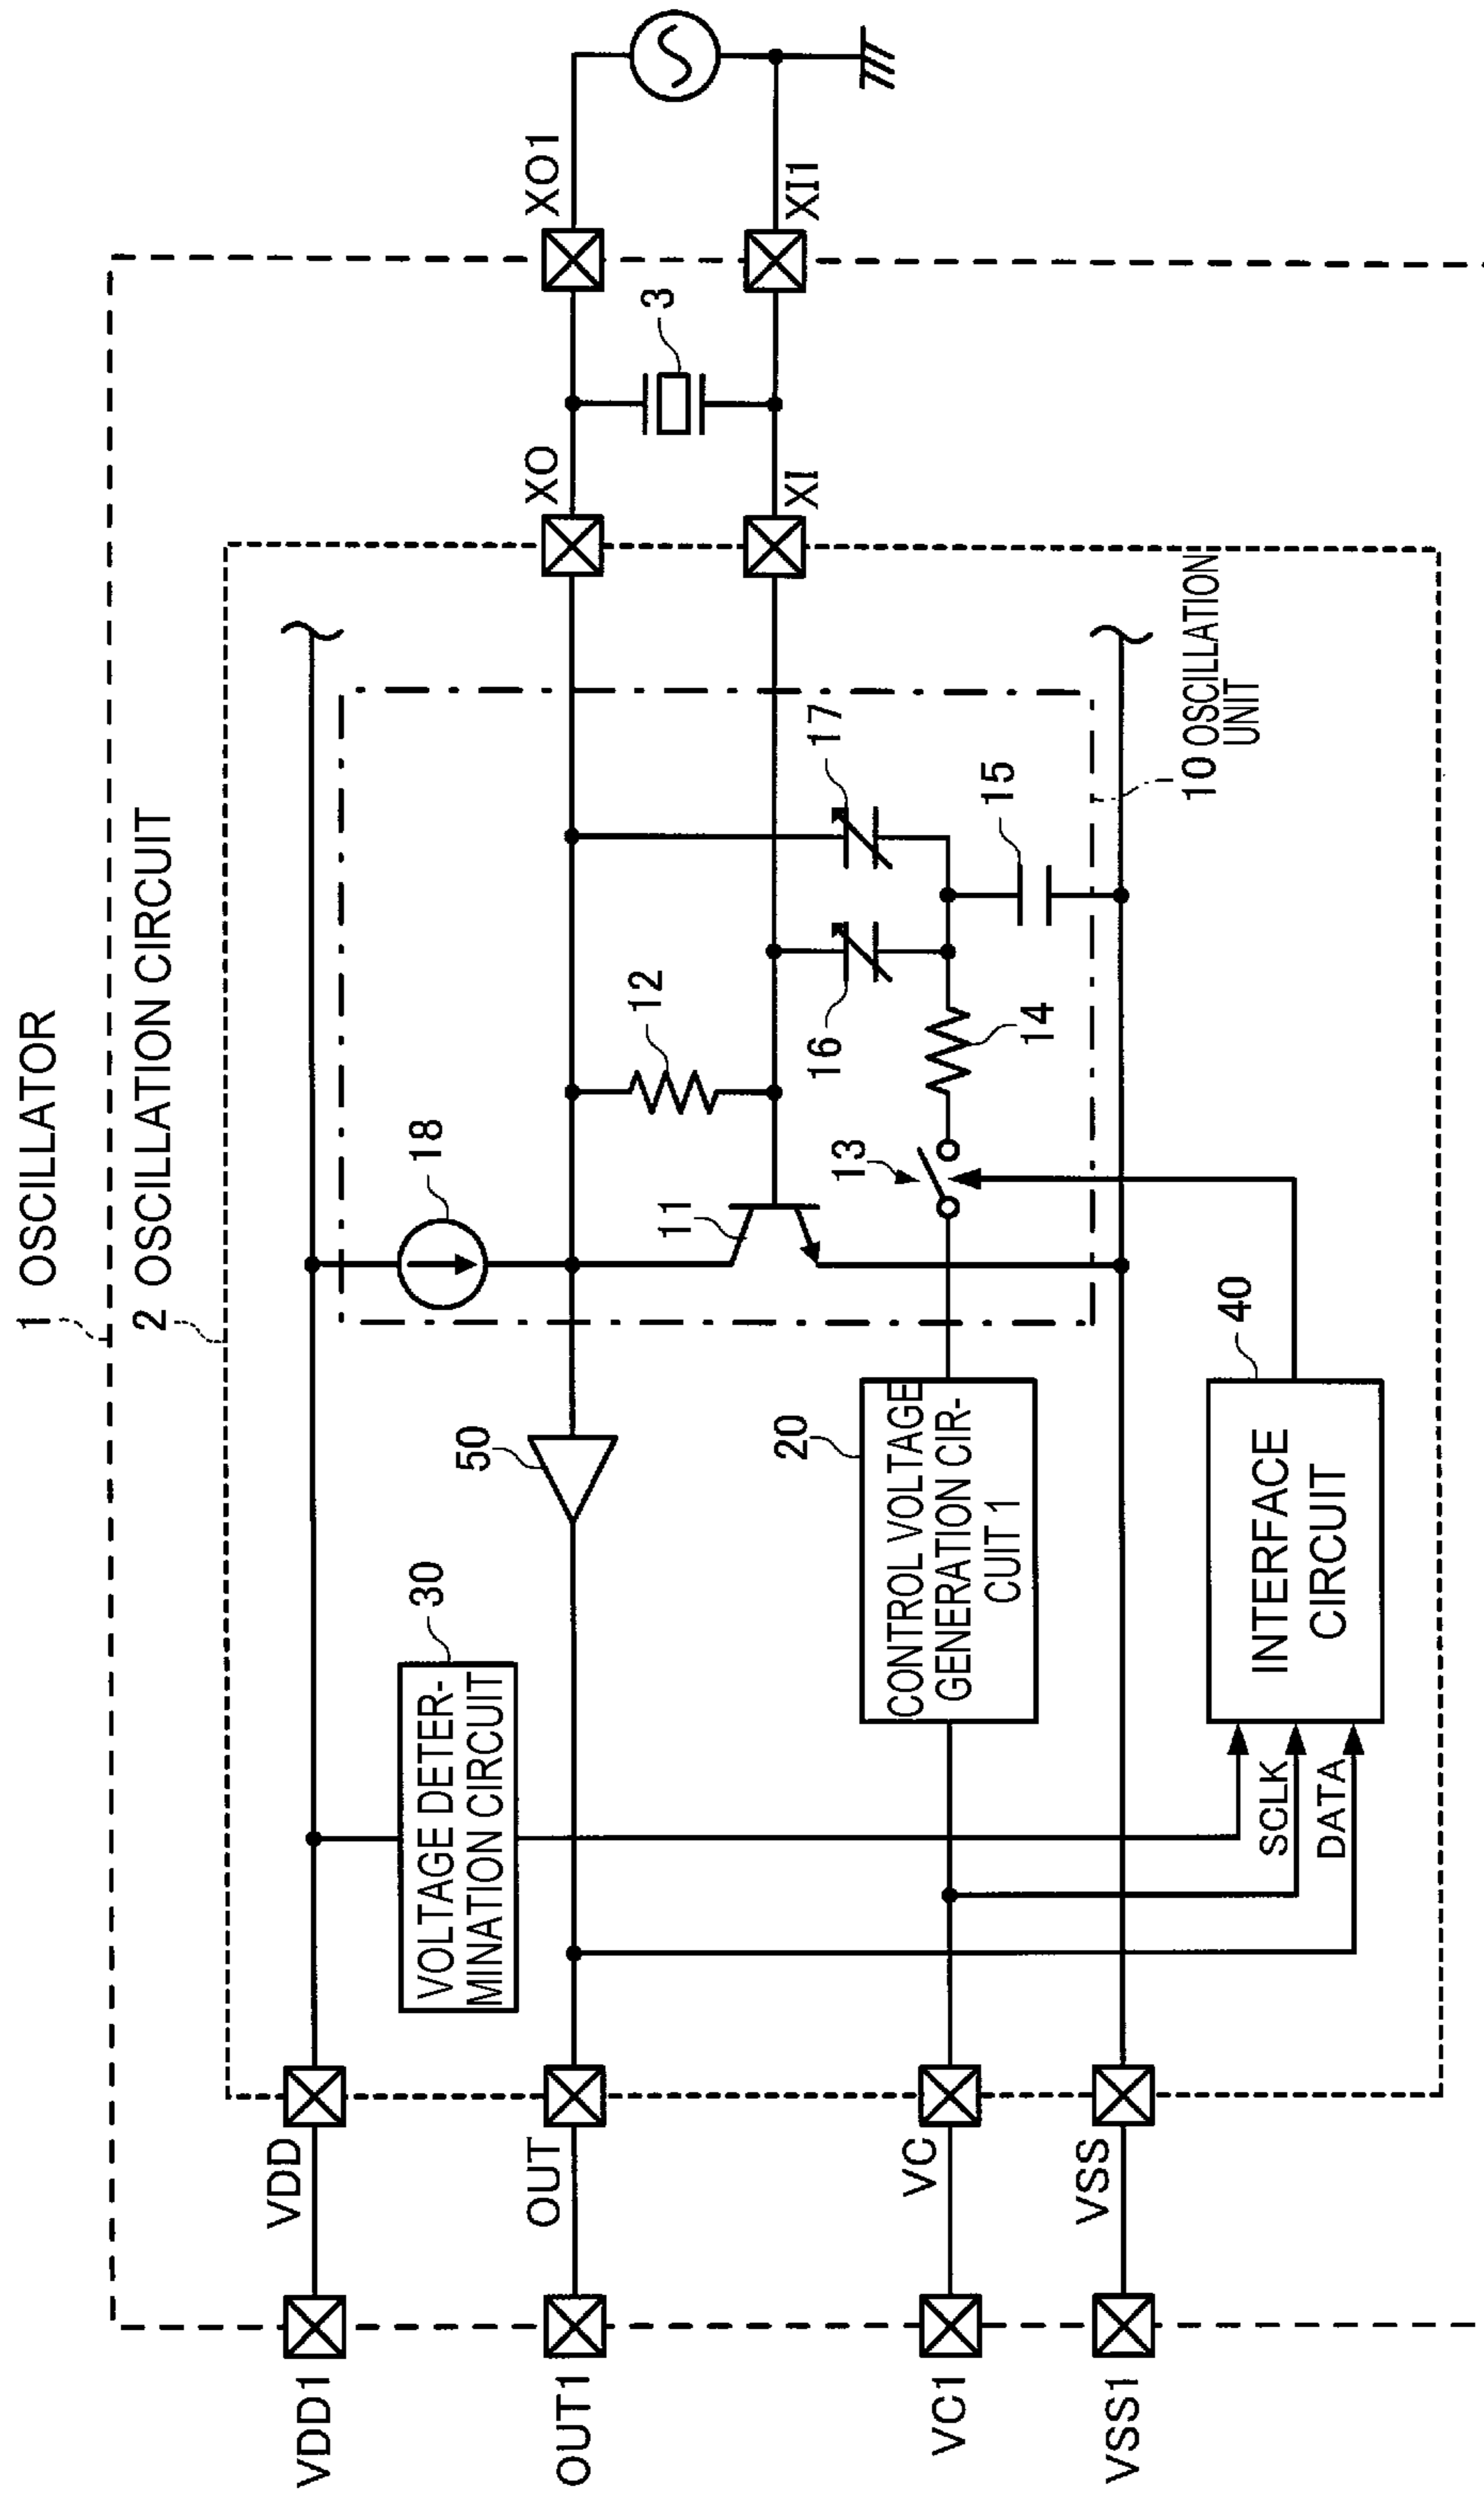 1 OSCILLATOR
2 OSCILLATION CIRCUIT
VDD1
VDD
VOLTAGE DETER-
MINATION CIRCUIT
30
18
50
OUT1
OUT
11
12
XO
XO1
3
VC1
VC
CONTROL VOLTAGE
GENERATION CIR-
CUIT 1
20
13
16
17
14
15
XI
XI1
VSS1
VSS
SCLK
DATA
INTERFACE
CIRCUIT
40
10 OSCILLATION
UNIT